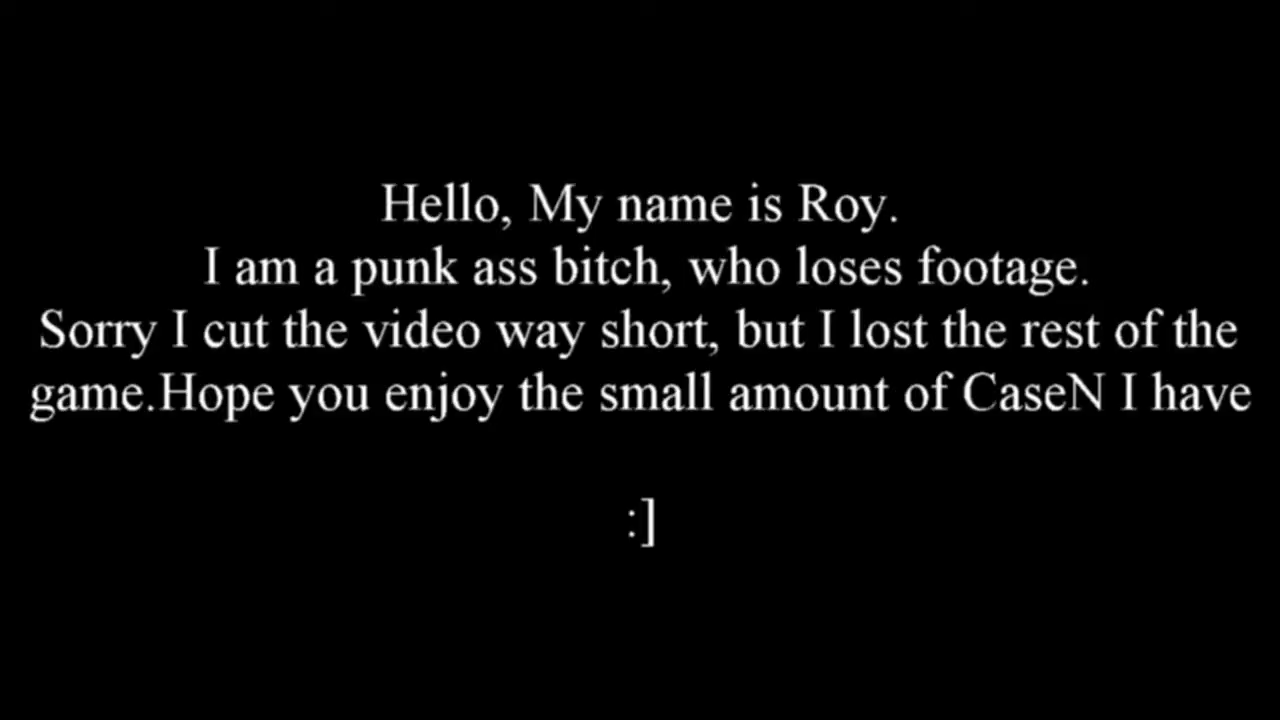 Hello, My name is Roy.
I am a punk ass bitch, who loses footage.
Sorry I cut the video way short, but I lost the rest of the
game.Hope you enjoy the small amount of CaseN I have
:]